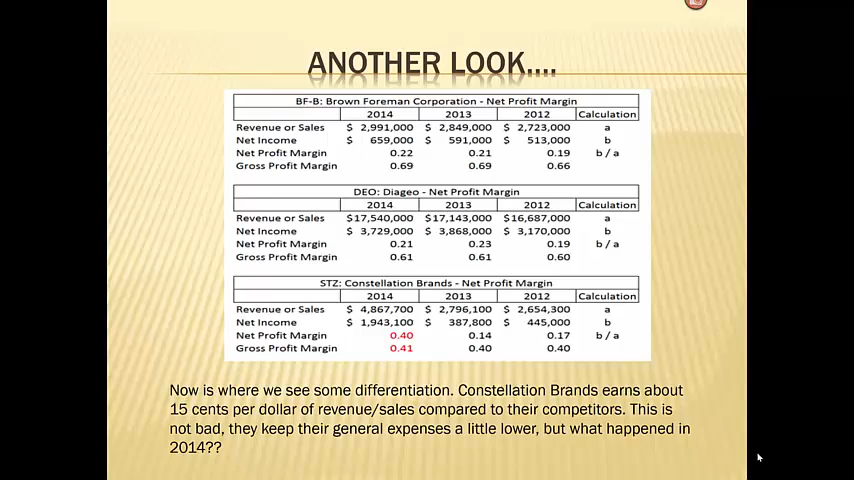 ANOTHER LOOK....
BF-B: Brown Foreman Corporation - Net Profit Margin
2014 2013 2012 Calculation
Revenue or Sales $ 2,991,000 $ 2,849,000 $ 2,723,000 a
Net Income $ 659,000 $ 591,000 $ 513,000 b
Net Profit Margin 0.22 0.21 0.19 b / a
Gross Profit Margin 0.69 0.69 0.66
DEO: Diageo - Net Profit Margin
2014 2013 2012 Calculation
Revenue or Sales $17,540,000 $17,143,000 $16,687,000 a
Net Income $ 3,729,000 $ 3,868,000 $ 3,170,000 b
Net Profit Margin 0.21 0.23 0.19 b / a
Gross Profit Margin 0.61 0.61 0.60
STZ: Constellation Brands - Net Profit Margin
2014 2013 2012 Calculation
Revenue or Sales $ 4,867,700 $ 2,796,100 $ 2,654,300 a
Net Income $ 1,943,100 $ 387,800 $ 445,000 b
Net Profit Margin 0.40 0.14 0.17 b / a
Gross Profit Margin 0.41 0.40 0.40
Now is where we see some differentiation. Constellation Brands earns about
15 cents per dollar of revenue/sales compared to their competitors. This is
not bad, they keep their general expenses a little lower, but what happened in
2014??